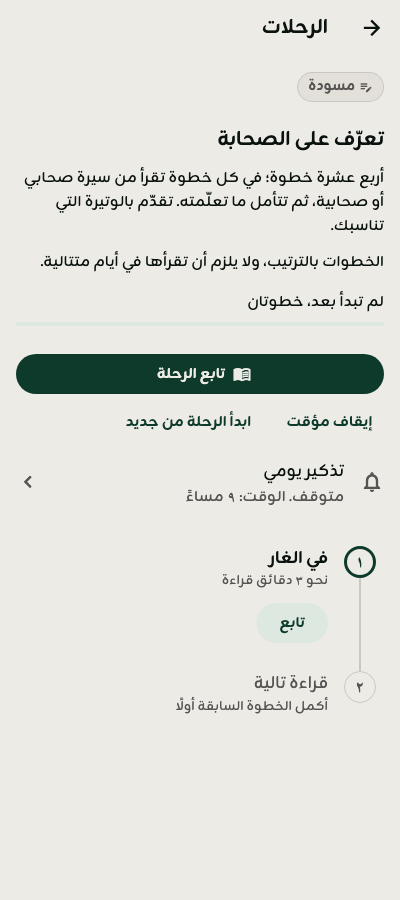 الرحلات
مسودة
تعرّف على الصحابة
أربع عشرة خطوة؛ في كل خطوة تقرأ من سيرة صحابي
أو صحابية، ثم تتأمل ما تعلّمته. تقدّم بالوتيرة التي
تناسبك.
الخطوات بالترتيب، ولا يلزم أن تقرأها في أيام متتالية.
لم تبدأ بعد، خطوتان
تابع الرحلة
إيقاف مؤقت
ابدأ الرحلة من جديد
تذكير يومي
متوقف. الوقت: ٩ مساءً
١
في الغار
نحو ٣ دقائق قراءة
تابع
٢
قراءة تالية
أكمل الخطوة السابقة أولًا